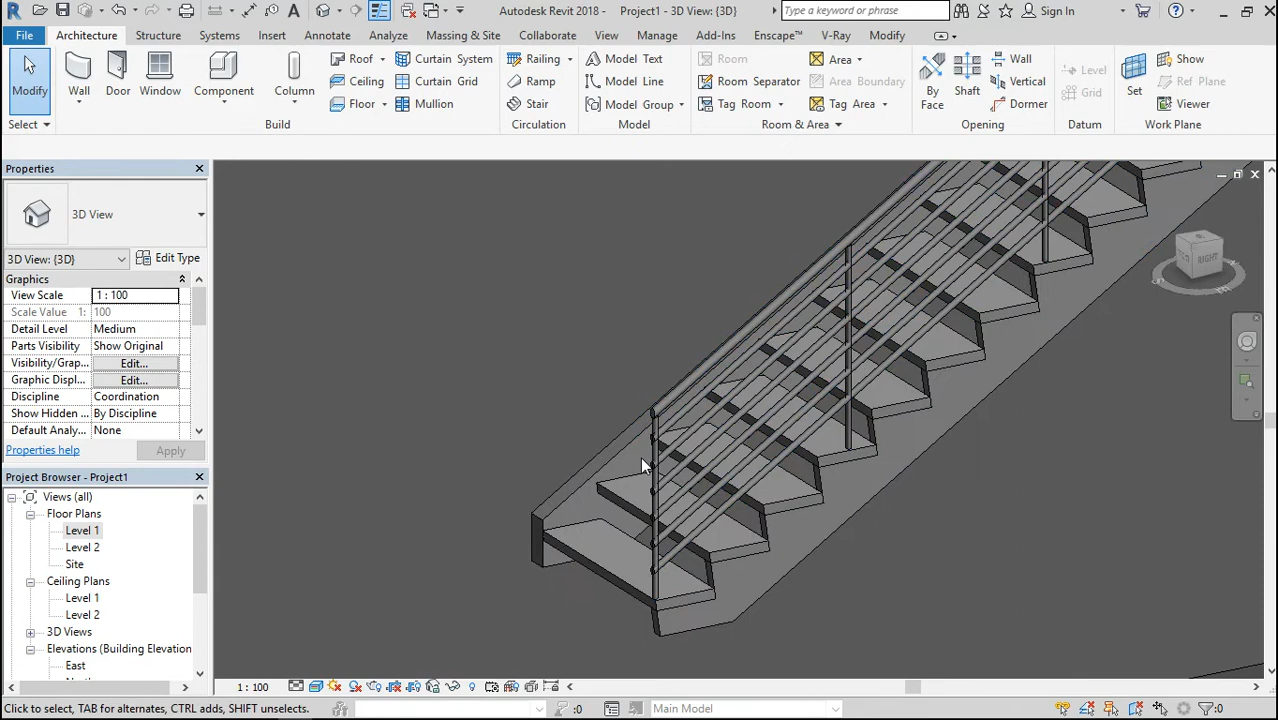 Autodesk Revit 2018 - Project1 - 3D View: {3D}
Type a keyword or phrase
Sign In
File Architecture Structure Systems Insert Annotate Analyze Massing & Site Collaborate View Manage Add-Ins Enscape™ V-Ray Modify
Modify
Wall
Door
Window
Component
Column
Roof
Ceiling
Floor
Curtain System
Curtain Grid
Mullion
Railing
Ramp
Stair
Model Text
Model Line
Model Group
Room
Room Separator
Tag Room
Area
Area Boundary
Tag Area
By
Face
Shaft
Wall
Vertical
Dormer
Level
Grid
Set
Show
Ref Plane
Viewer
Select
Build
Circulation
Model
Room & Area
Opening
Datum
Work Plane
Properties
3D View
3D View: {3D}
Edit Type
Graphics
View Scale 1 : 100
Scale Value 1: 100
Detail Level Medium
Parts Visibility Show Original
Visibility/Grap... Edit...
Graphic Displ... Edit...
Discipline Coordination
Show Hidden ... By Discipline
Default Analy... None
Properties help
Apply
Project Browser - Project1
Views (all)
Floor Plans
Level 1
Level 2
Site
Ceiling Plans
Level 1
Level 2
3D Views
Elevations (Building Elevation
East
RIGHT
1 : 100
Click to select, TAB for alternates, CTRL adds, SHIFT unselects.
:0
Main Model
:0